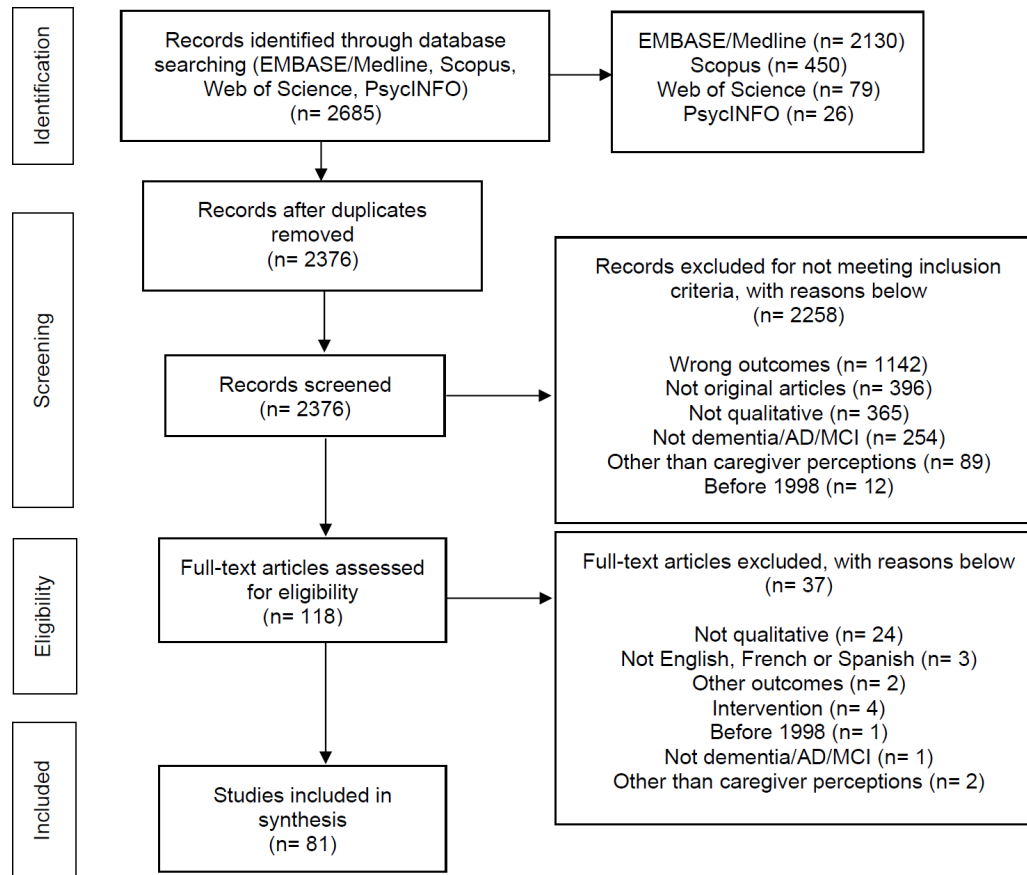 Identification
Records identified through database
searching (EMBASE/Medline, Scopus,
Web of Science, PsycINFO)
(n= 2685)
EMBASE/Medline (n= 2130)
Scopus (n= 450)
Web of Science (n= 79)
PsycINFO (n= 26)
Screening
Records after duplicates
removed
(n= 2376)
Records screened
(n= 2376)
Records excluded for not meeting inclusion
criteria, with reasons below
(n= 2258)
Wrong outcomes (n= 1142)
Not original articles (n= 396)
Not qualitative (n= 365)
Not dementia/AD/MCI (n= 254)
Other than caregiver perceptions (n= 89)
Before 1998 (n= 12)
Eligibility
Full-text articles assessed
for eligibility
(n= 118)
Full-text articles excluded, with reasons below
(n= 37)
Not qualitative (n= 24)
Not English, French or Spanish (n= 3)
Other outcomes (n= 2)
Intervention (n= 4)
Before 1998 (n= 1)
Not dementia/AD/MCI (n= 1)
Other than caregiver perceptions (n= 2)
Included
Studies included in
synthesis
(n= 81)